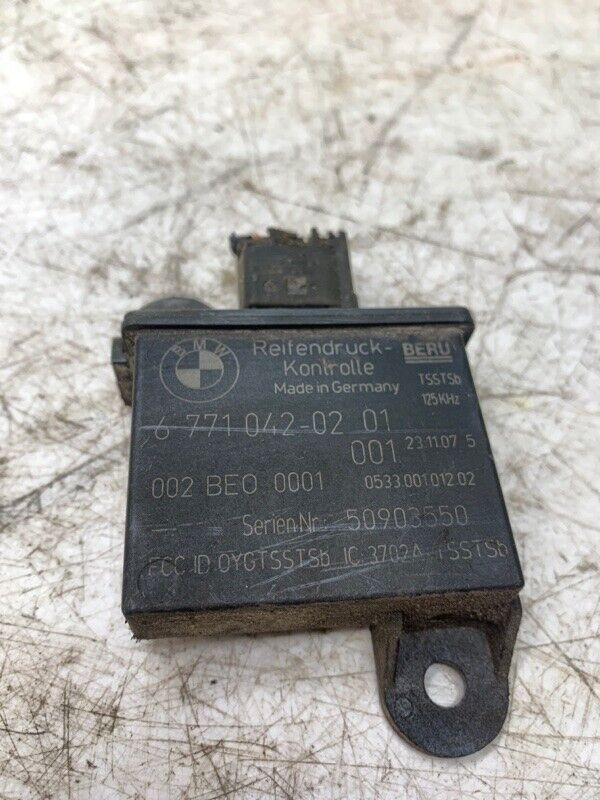 BMW
Reifendruck-
Kontrolle
Made in Germany
BERU
TSSTSb
125KHz
6 771 042-02 01
001 23.11.07 5
002 BE0 0001 0533 001 012 02
Serien.Nr.: 50903550
FCC ID OYGTSSTSb IC 3702A-TSSTSb